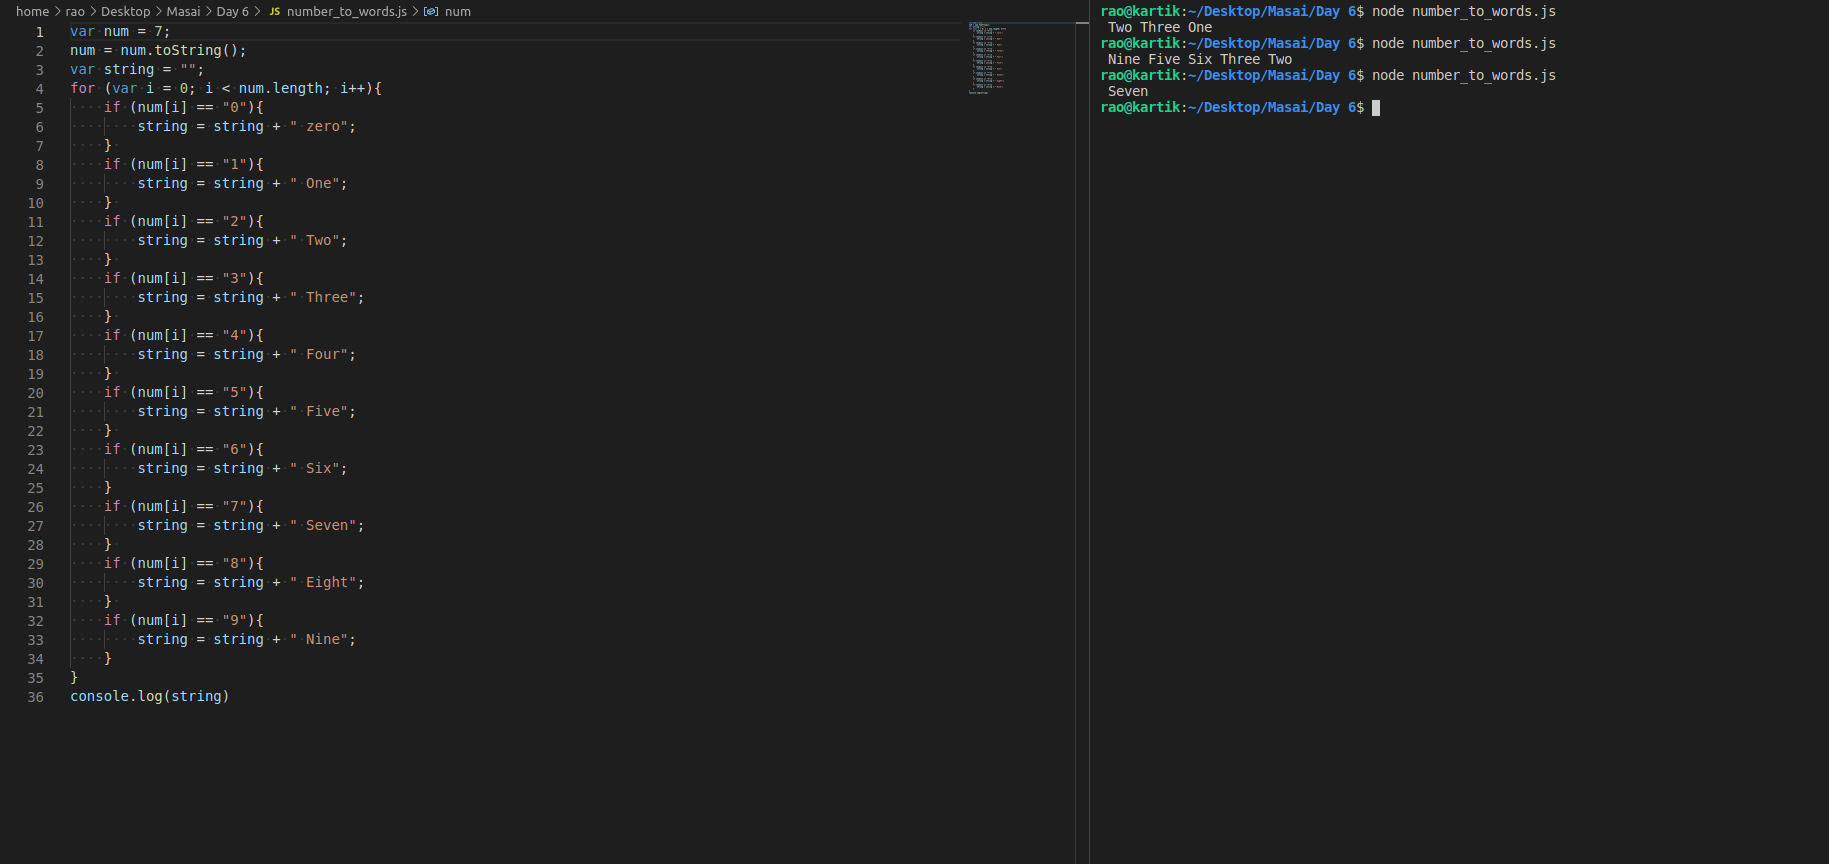 home > rao > Desktop > Masai > Day 6 > JS number_to_words.js > num
1 var num = 7;
2 num = num.toString();
3 var string = "";
4 for (var i = 0; i < num.length; i++){
5 if (num[i] == "0"){
6 string = string + " zero";
7 }
8 if (num[i] == "1"){
9 string = string + " One";
10 }
11 if (num[i] == "2"){
12 string = string + " Two";
13 }
14 if (num[i] == "3"){
15 string = string + " Three";
16 }
17 if (num[i] == "4"){
18 string = string + " Four";
19 }
20 if (num[i] == "5"){
21 string = string + " Five";
22 }
23 if (num[i] == "6"){
24 string = string + " Six";
25 }
26 if (num[i] == "7"){
27 string = string + " Seven";
28 }
29 if (num[i] == "8"){
30 string = string + " Eight";
31 }
32 if (num[i] == "9"){
33 string = string + " Nine";
34 }
35 }
36 console.log(string)
rao@kartik:~/Desktop/Masai/Day 6$ node number_to_words.js
Two Three One
rao@kartik:~/Desktop/Masai/Day 6$ node number_to_words.js
Nine Five Six Three Two
rao@kartik:~/Desktop/Masai/Day 6$ node number_to_words.js
Seven
rao@kartik:~/Desktop/Masai/Day 6$